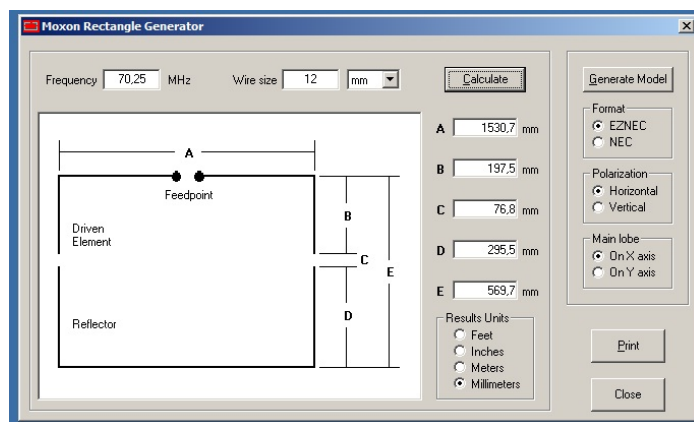 Moxon Rectangle Generator
Frequency 70,25 MHz Wire size 12 mm Calculate
Generate Model
A
Feedpoint
Driven
Element
B
C
E
Reflector
D
A 1530,7 mm
B 197,5 mm
C 76,8 mm
D 295,5 mm
E 569,7 mm
Results Units
Feet
Inches
Meters
Millimeters
Format
EZNEC
NEC
Polarization
Horizontal
Vertical
Main lobe
On X axis
On Y axis
Print
Close